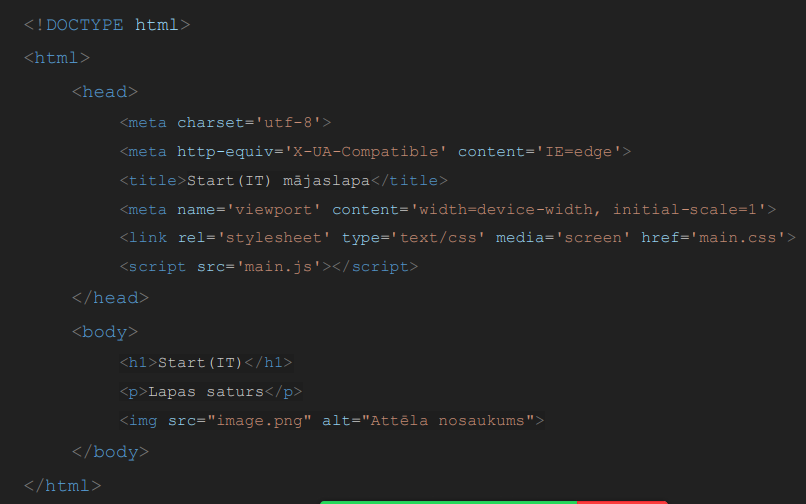 <!DOCTYPE html>
<html>
<head>
<meta charset='utf-8'>
<meta http-equiv='X-UA-Compatible' content='IE=edge'>
<title>Start(IT) mājaslapa</title>
<meta name='viewport' content='width=device-width, initial-scale=1'>
<link rel='stylesheet' type='text/css' media='screen' href='main.css'>
<script src='main.js'></script>
</head>
<body>
<h1>Start(IT)</h1>
<p>Lapas saturs</p>
<img src="image.png" alt="Attēla nosaukums">
</body>
</html>